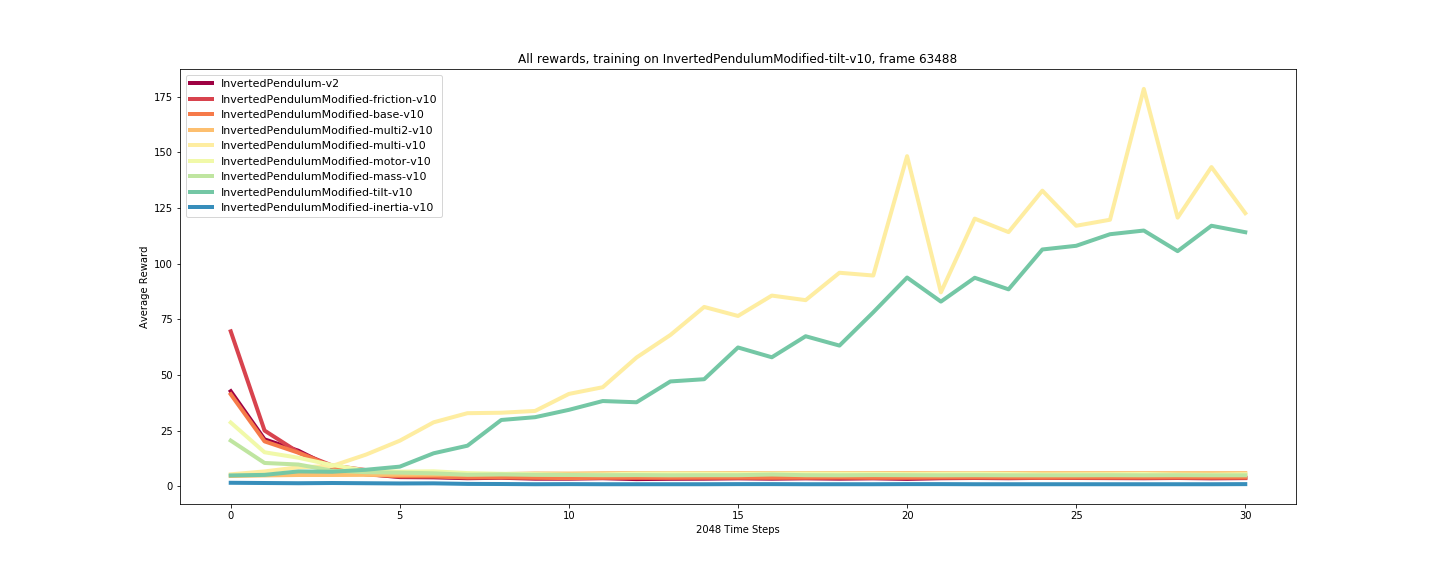 All rewards, training on InvertedPendulumModified-tilt-v10, frame 63488
InvertedPendulum-v2
InvertedPendulumModified-friction-v10
InvertedPendulumModified-base-v10
InvertedPendulumModified-multi2-v10
InvertedPendulumModified-multi-v10
InvertedPendulumModified-motor-v10
InvertedPendulumModified-mass-v10
InvertedPendulumModified-tilt-v10
InvertedPendulumModified-inertia-v10
Average Reward
175
150
125
100
75
50
25
0
0 5 10 15 20 25 30
2048 Time Steps